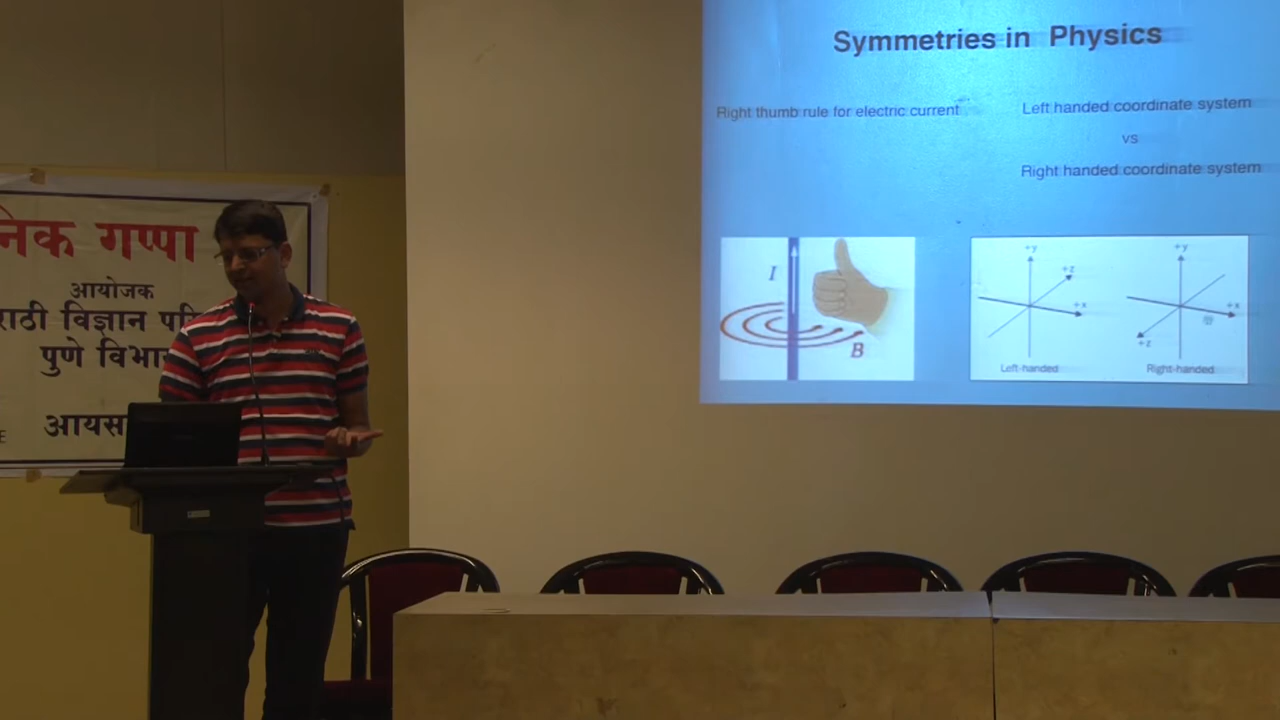 गप्पा
आयोजक
विज्ञान
पुणे
Symmetries in Physics
Right thumb rule for electric current
Left handed coordinate system
vs
Right handed coordinate system
I
B
+y
+z
+x
Left-handed
+y
+x
+z
Right-handed